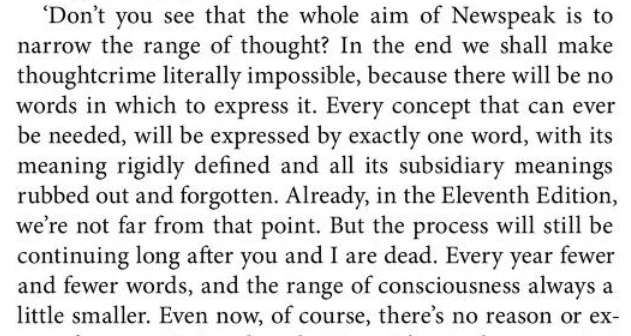 ‘Don’t you see that the whole aim of Newspeak is to
narrow the range of thought? In the end we shall make
thoughtcrime literally impossible, because there will be no
words in which to express it. Every concept that can ever
be needed, will be expressed by exactly one word, with its
meaning rigidly defined and all its subsidiary meanings
rubbed out and forgotten. Already, in the Eleventh Edition,
we’re not far from that point. But the process will still be
continuing long after you and I are dead. Every year fewer
and fewer words, and the range of consciousness always a
little smaller. Even now, of course, there’s no reason or ex-